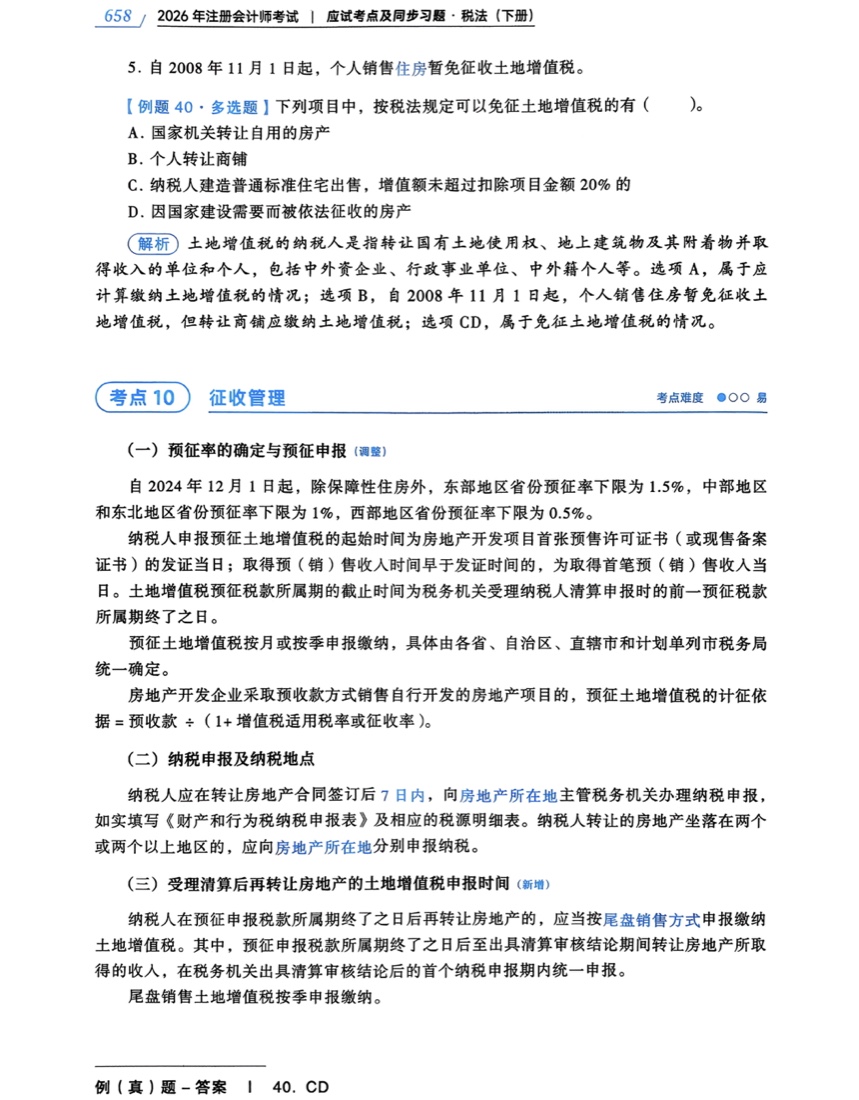 658 / 2026 年注册会计师考试 | 应试考点及同步习题·税法（下册）
5. 自 2008 年 11 月 1 日起，个人销售住房暂免征收土地增值税。
【例题 40·多选题】下列项目中，按税法规定可以免征土地增值税的有（　　）。
A. 国家机关转让自用的房产
B. 个人转让商铺
C. 纳税人建造普通标准住宅出售，增值额未超过扣除项目金额 20% 的
D. 因国家建设需要而被依法征收的房产
解析 土地增值税的纳税人是指转让国有土地使用权、地上建筑物及其附着物并取
得收入的单位和个人，包括中外资企业、行政事业单位、中外籍个人等。选项 A，属于应
计算缴纳土地增值税的情况；选项 B，自 2008 年 11 月 1 日起，个人销售住房暂免征收土
地增值税，但转让商铺应缴纳土地增值税；选项 CD，属于免征土地增值税的情况。
考点 10 征收管理 考点难度 ●○○ 易
（一）预征率的确定与预征申报（调整）
自 2024 年 12 月 1 日起，除保障性住房外，东部地区省份预征率下限为 1.5%，中部地区
和东北地区省份预征率下限为 1%，西部地区省份预征率下限为 0.5%。
纳税人申报预征土地增值税的起始时间为房地产开发项目首张预售许可证书（或现售备案
证书）的发证当日；取得预（销）售收入时间早于发证时间的，为取得首笔预（销）售收入当
日。土地增值税预征税款所属期的截止时间为税务机关受理纳税人清算申报时的前一预征税款
所属期终了之日。
预征土地增值税按月或按季申报缴纳，具体由各省、自治区、直辖市和计划单列市税务局
统一确定。
房地产开发企业采取预收款方式销售自行开发的房地产项目的，预征土地增值税的计征依
据 = 预收款 ÷（1+ 增值税适用税率或征收率）。
（二）纳税申报及纳税地点
纳税人应在转让房地产合同签订后 7 日内，向房地产所在地主管税务机关办理纳税申报，
如实填写《财产和行为税纳税申报表》及相应的税源明细表。纳税人转让的房地产坐落在两个
或两个以上地区的，应向房地产所在地分别申报纳税。
（三）受理清算后再转让房地产的土地增值税申报时间（新增）
纳税人在预征申报税款所属期终了之日后再转让房地产的，应当按尾盘销售方式申报缴纳
土地增值税。其中，预征申报税款所属期终了之日后至出具清算审核结论期间转让房地产所取
得的收入，在税务机关出具清算审核结论后的首个纳税申报期内统一申报。
尾盘销售土地增值税按季申报缴纳。
例（真）题 – 答案 | 40. CD